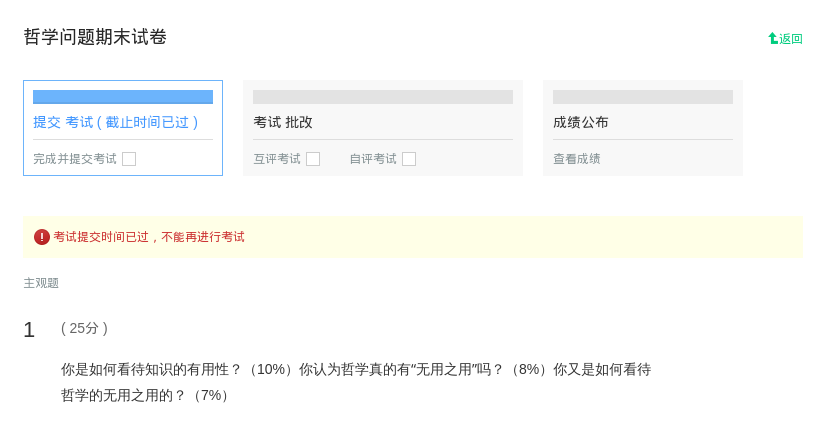 哲学问题期末试卷
返回
提交 考试 ( 截止时间已过 )
考试 批改
成绩公布
完成并提交考试
互评考试 自评考试
查看成绩
考试提交时间已过，不能再进行考试
主观题
1 ( 25分 )
你是如何看待知识的有用性？（10%）你认为哲学真的有“无用之用”吗？（8%）你又是如何看待
哲学的无用之用的？（7%）